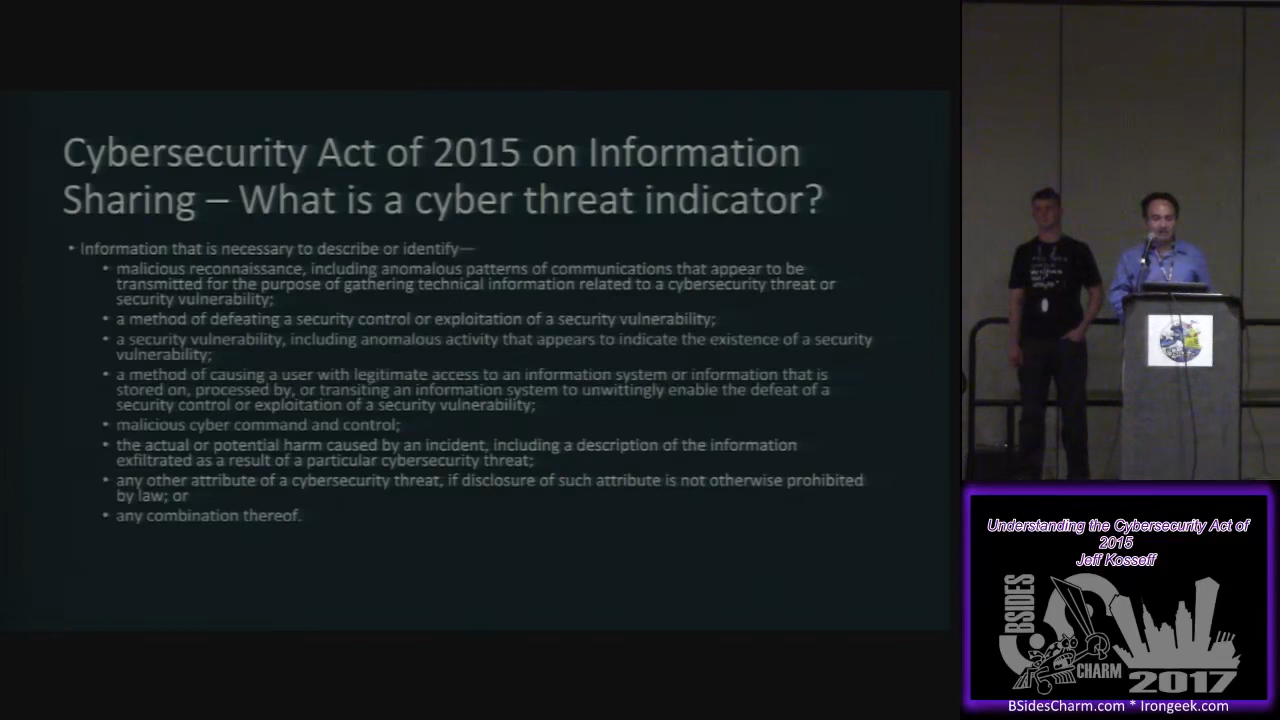 Cybersecurity Act of 2015 on Information
Sharing – What is a cyber threat indicator?
• Information that is necessary to describe or identify—
• malicious reconnaissance, including anomalous patterns of communications that appear to be
transmitted for the purpose of gathering technical information related to a cybersecurity threat or
security vulnerability;
• a method of defeating a security control or exploitation of a security vulnerability;
• a security vulnerability, including anomalous activity that appears to indicate the existence of a security
vulnerability;
• a method of causing a user with legitimate access to an information system or information that is
stored on, processed by, or transiting an information system to unwittingly enable the defeat of a
security control or exploitation of a security vulnerability;
• malicious cyber command and control;
• the actual or potential harm caused by an incident, including a description of the information
exfiltrated as a result of a particular cybersecurity threat;
• any other attribute of a cybersecurity threat, if disclosure of such attribute is not otherwise prohibited
by law; or
• any combination thereof.
Understanding the Cybersecurity Act of
2015
Jeff Kosseff
BSIDES
CHARM
2017
BSidesCharm.com * Irongeek.com